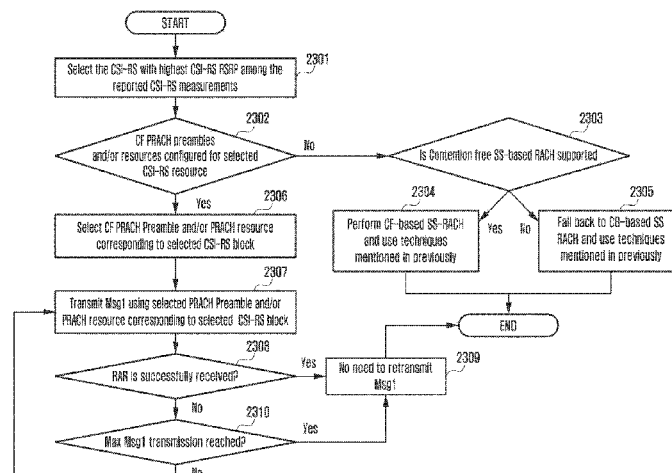 START
2301
Select the CSI-RS with highest CSI-RS RSRP among the
reported CSI-RS measurements
2302
CF PRACH preambles
and/or resources configured for selected
CSI-RS resource
No
2303
Is Contention free SS-based RACH supported
Yes
2306
Select CF PRACH Preamble and/or PRACH resource
corresponding to selected CSI-RS block
2304
Perform CF-based SS-RACH
and use techniques
mentioned in previously
Yes
No
2305
Fall back to CB-based SS
RACH and use techniques
mentioned in previously
2307
Transmit Msg1 using selected PRACH Preamble and/or
PRACH resource corresponding to selected CSI-RS block
END
2308
RAR is successfully received?
Yes
No need to retransmit
Msg1
2309
No
2310
Max Msg1 transmission reached?
Yes
No